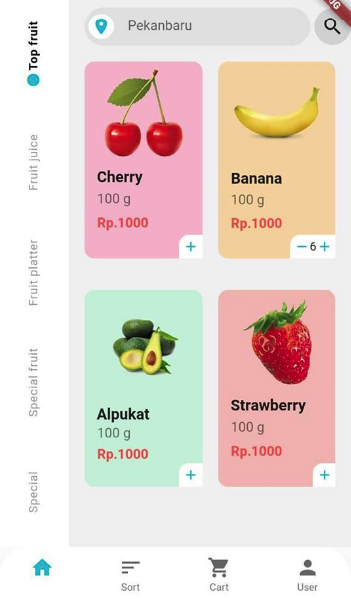 Pekanbaru
Top fruit
Fruit juice
Fruit platter
Special fruit
Special
Cherry
100 g
Rp.1000
+
Banana
100 g
Rp.1000
− 6 +
Alpukat
100 g
Rp.1000
+
Strawberry
100 g
Rp.1000
+
Sort
Cart
User